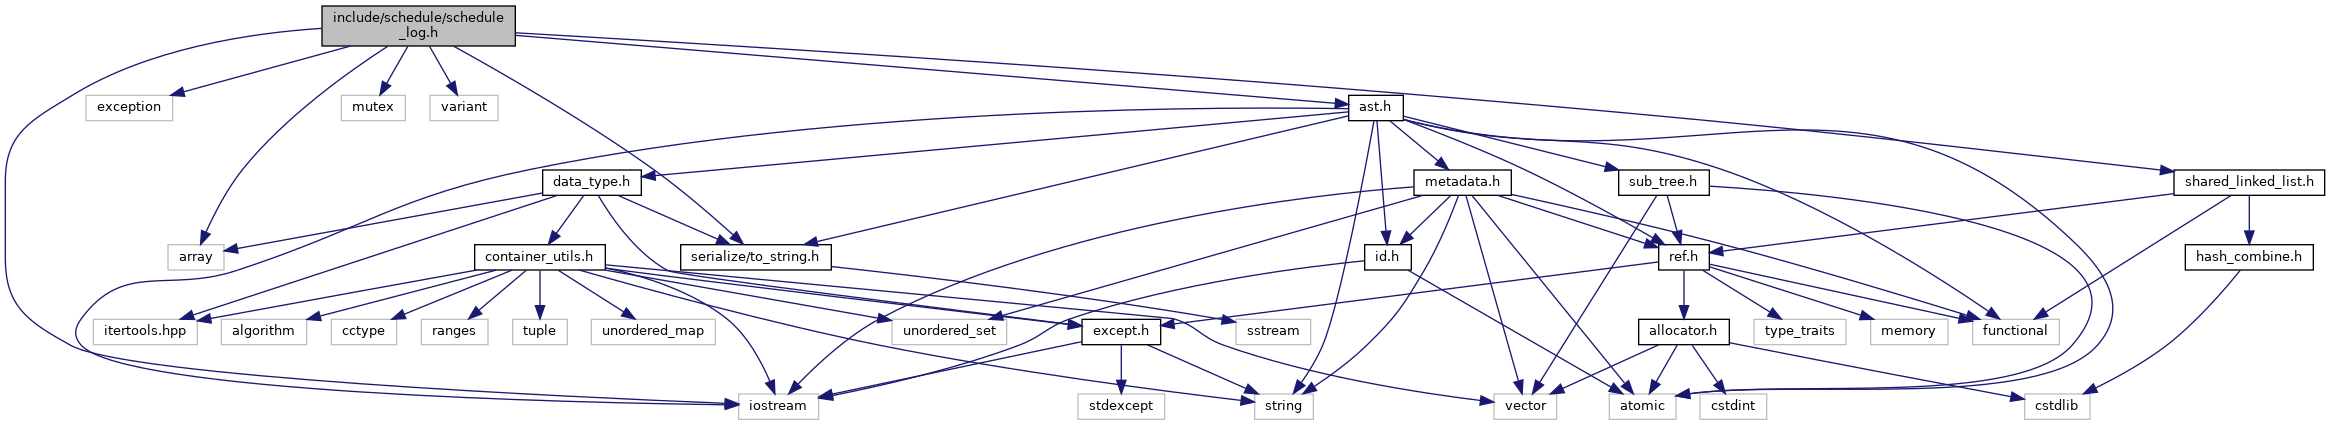 include/schedule/schedule
_log.h
exception
mutex
variant
ast.h
data_type.h
metadata.h
sub_tree.h
shared_linked_list.h
array
container_utils.h
serialize/to_string.h
id.h
ref.h
hash_combine.h
itertools.hpp
algorithm
cctype
ranges
tuple
unordered_map
unordered_set
except.h
sstream
allocator.h
type_traits
memory
functional
iostream
stdexcept
string
vector
atomic
cstdint
cstdlib